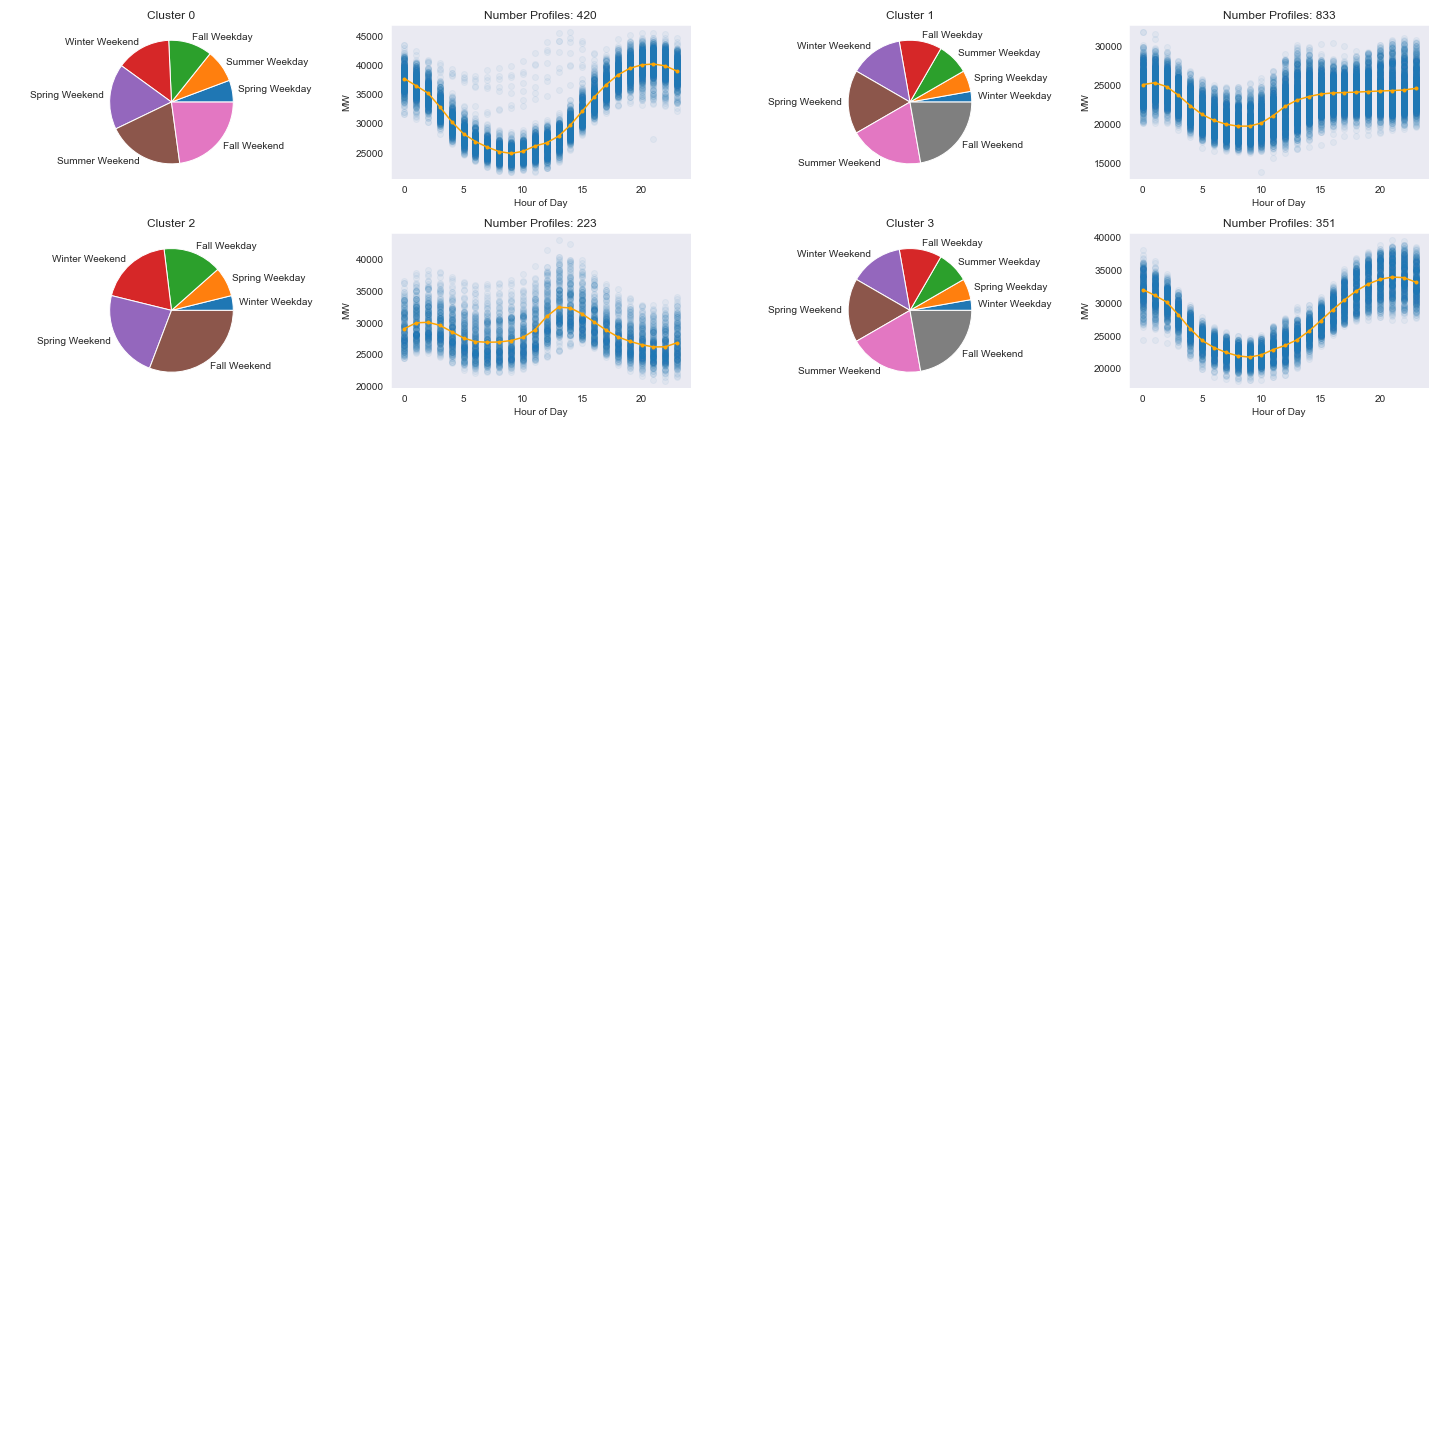 Cluster 0
Winter Weekend
Fall Weekday
Summer Weekday
Spring Weekday
Spring Weekend
Summer Weekend
Fall Weekend
Number Profiles: 420
45000
40000
35000
30000
25000
MW
0 5 10 15 20
Hour of Day
Cluster 1
Fall Weekday
Winter Weekend
Summer Weekday
Spring Weekday
Winter Weekday
Spring Weekend
Fall Weekend
Summer Weekend
Number Profiles: 833
30000
25000
20000
15000
MW
0 5 10 15 20
Hour of Day
Cluster 2
Fall Weekday
Winter Weekend
Spring Weekday
Winter Weekday
Spring Weekend
Fall Weekend
Number Profiles: 223
40000
35000
30000
25000
20000
MW
0 5 10 15 20
Hour of Day
Cluster 3
Fall Weekday
Winter Weekend
Summer Weekday
Spring Weekday
Winter Weekday
Spring Weekend
Fall Weekend
Summer Weekend
Number Profiles: 351
40000
35000
30000
25000
20000
MW
0 5 10 15 20
Hour of Day